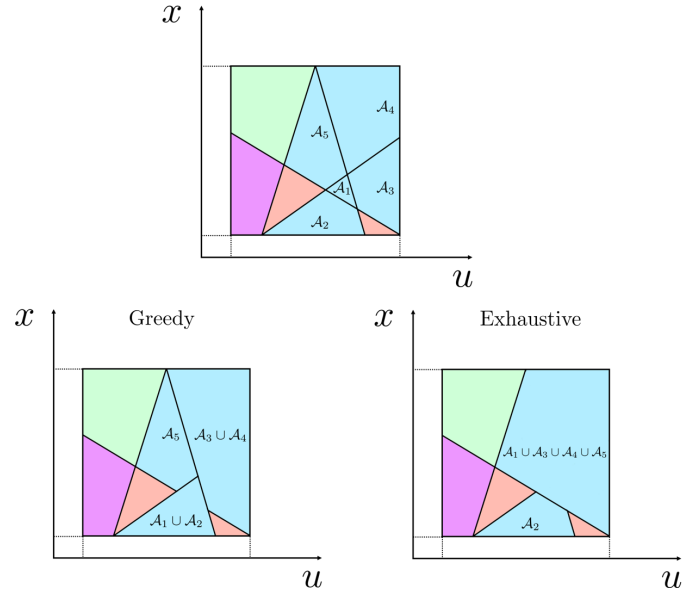 x
𝒜₄
𝒜₅
𝒜₁ 𝒜₃
𝒜₂
u
x Greedy
𝒜₅ 𝒜₃ ∪ 𝒜₄
𝒜₁ ∪ 𝒜₂
u
x Exhaustive
𝒜₁ ∪ 𝒜₃ ∪ 𝒜₄ ∪ 𝒜₅
𝒜₂
u